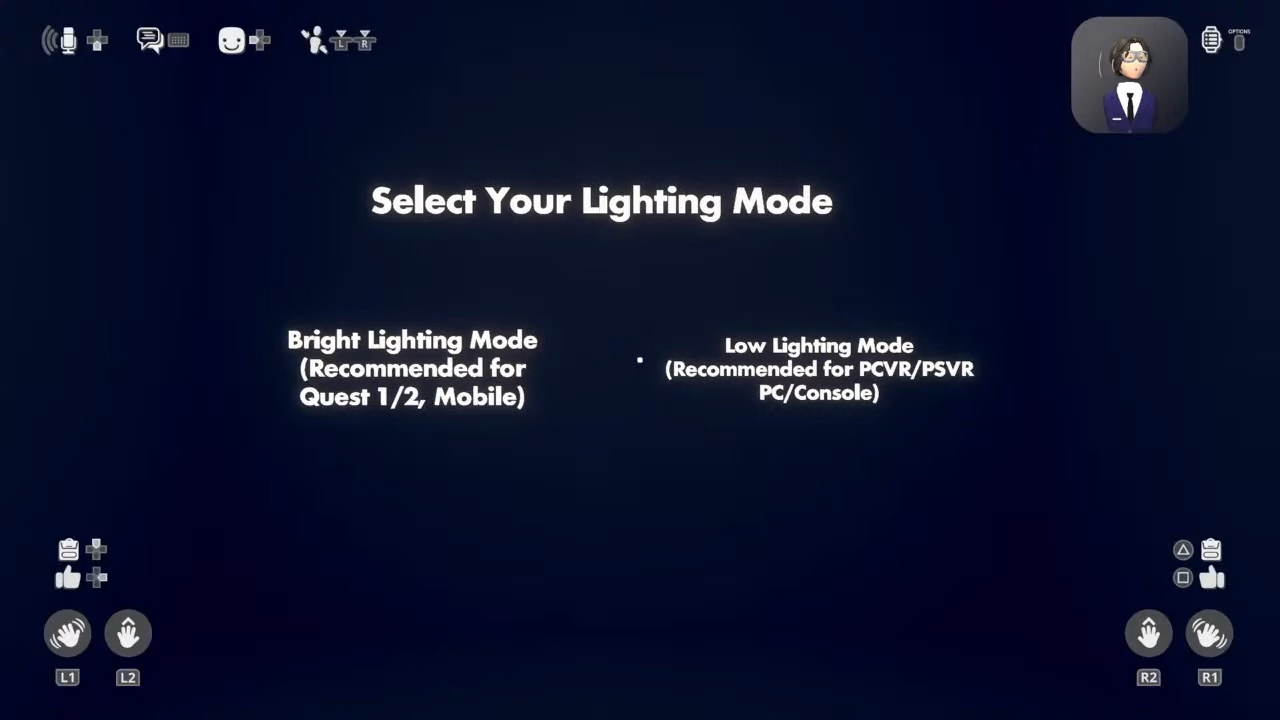 L R
OPTIONS
Select Your Lighting Mode
Bright Lighting Mode
(Recommended for
Quest 1/2, Mobile)
Low Lighting Mode
(Recommended for PCVR/PSVR
PC/Console)
L1 L2
R2 R1